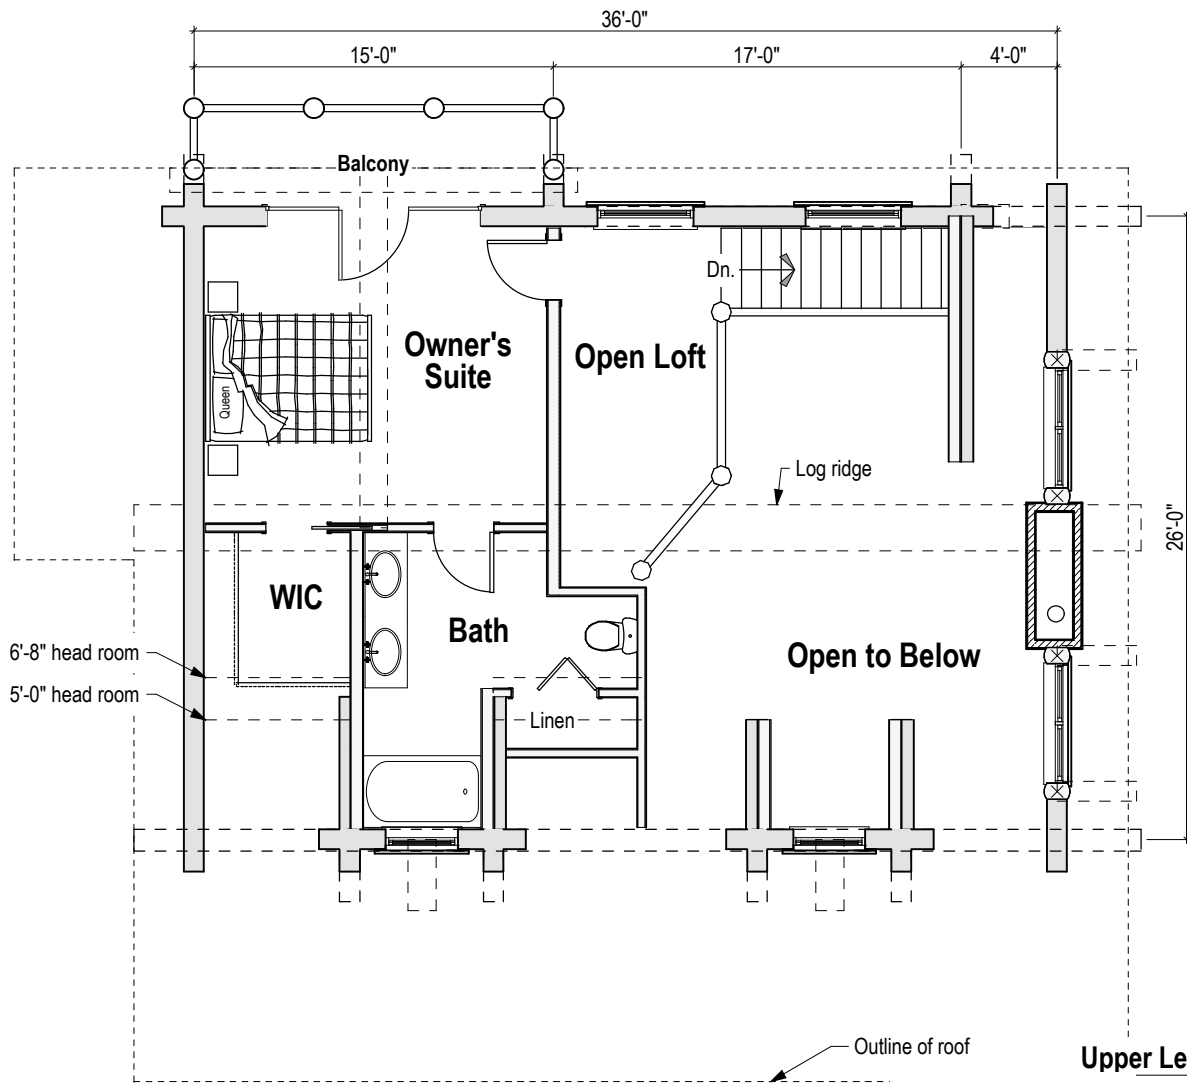 36'-0"
15'-0"
17'-0"
4'-0"
Balcony
Dn.
Owner's
Suite
Open Loft
Queen
Log ridge
26'-0"
WIC
Bath
6'-8" head room
Open to Below
5'-0" head room
Linen
Outline of roof
Upper Le